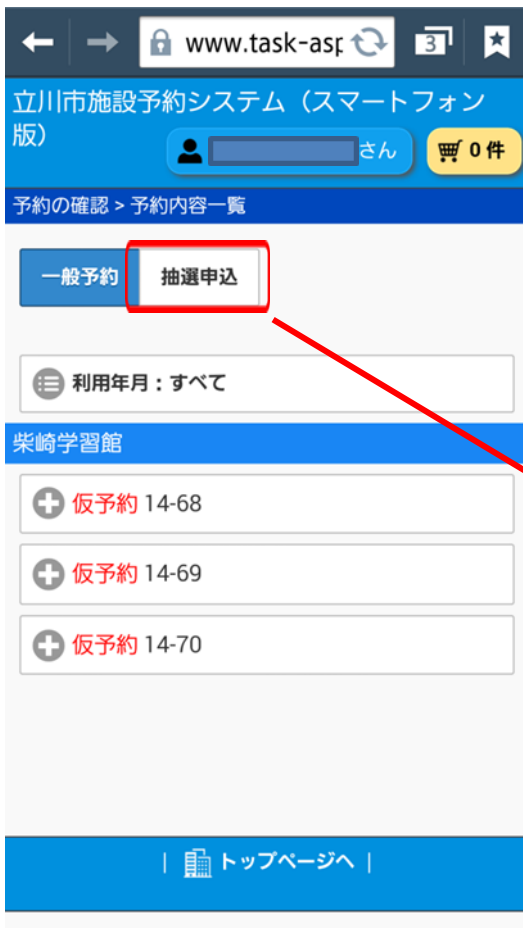 www.task-asp
3
立川市施設予約システム（スマートフォン
版）
さん
0 件
予約の確認 > 予約内容一覧
一般予約
抽選申込
利用年月：すべて
柴崎学習館
仮予約 14-68
仮予約 14-69
仮予約 14-70
| トップページへ |